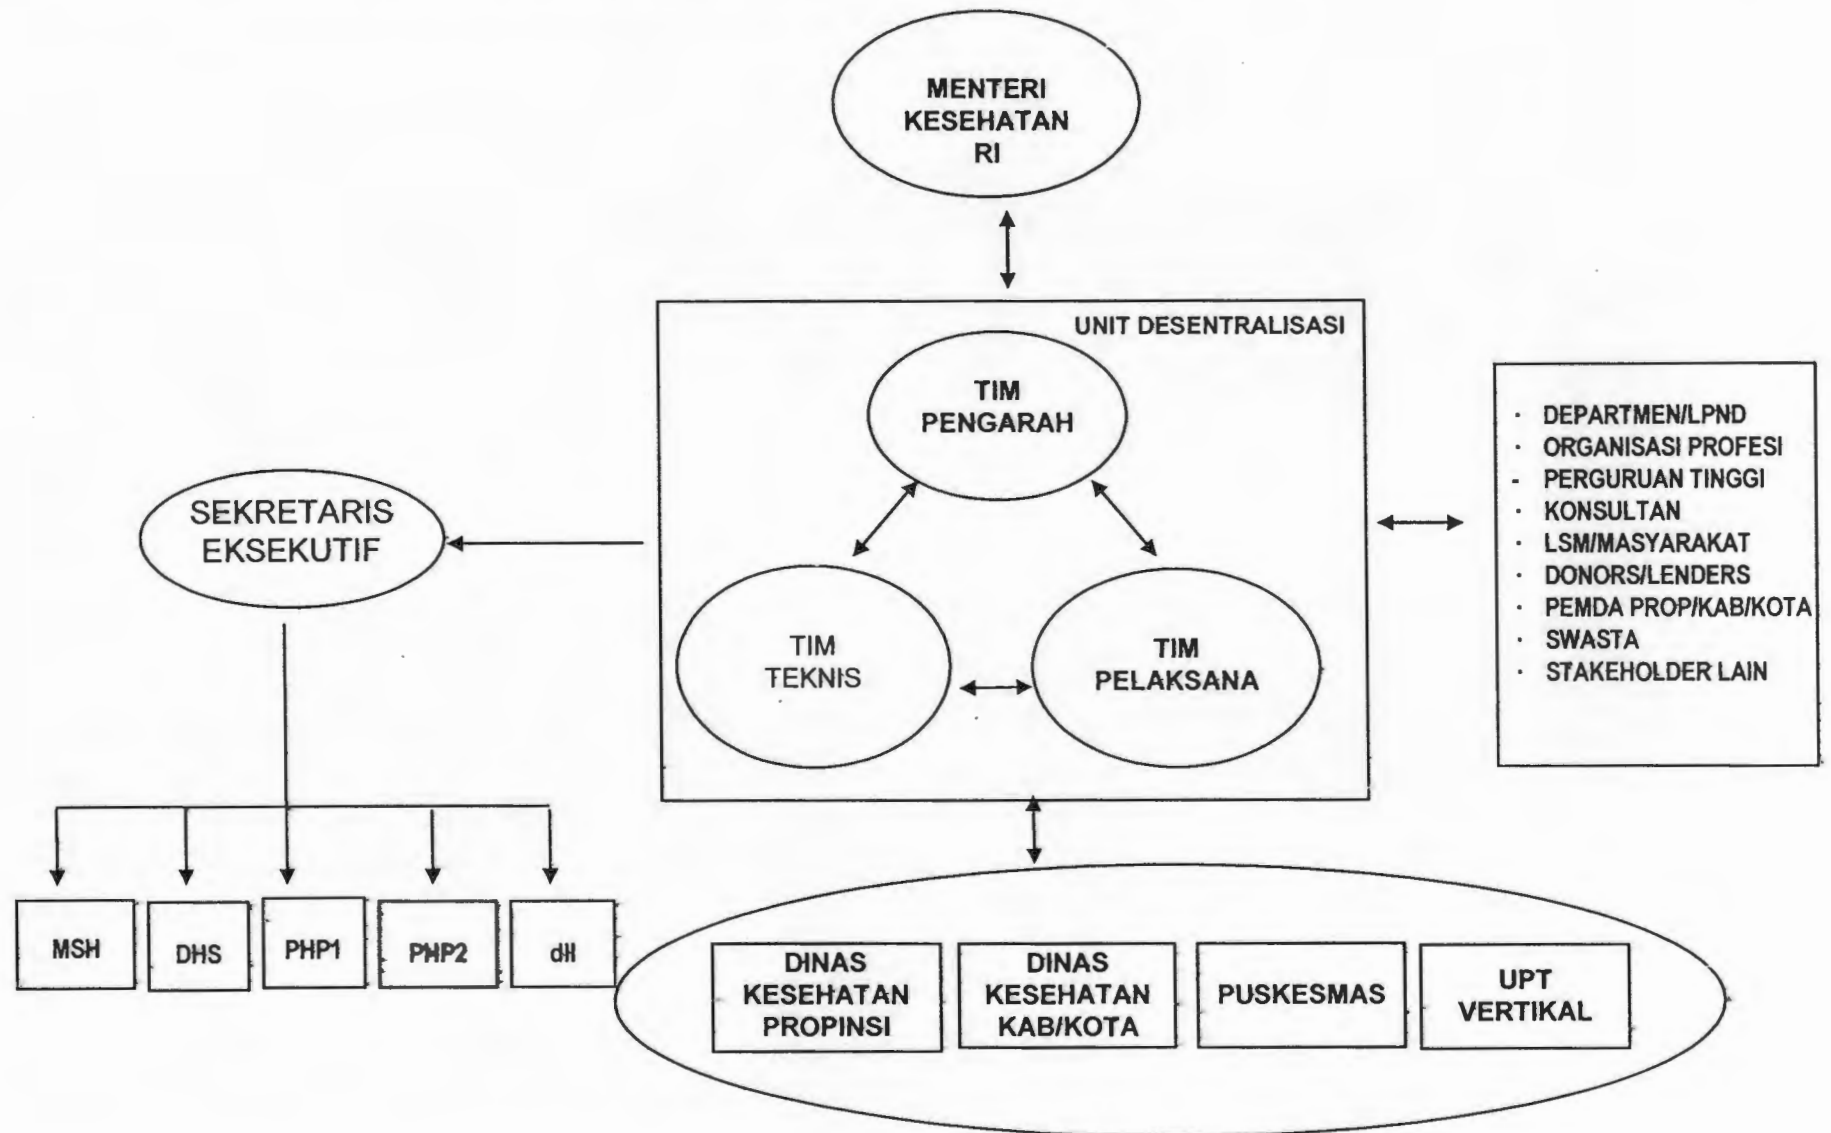 MENTERI
KESEHATAN
RI
UNIT DESENTRALISASI
TIM
PENGARAH
TIM
TEKNIS
TIM
PELAKSANA
· DEPARTMEN/LPND
· ORGANISASI PROFESI
- PERGURUAN TINGGI
· KONSULTAN
· LSM/MASYARAKAT
· DONORS/LENDERS
· PEMDA PROP/KAB/KOTA
· SWASTA
· STAKEHOLDER LAIN
SEKRETARIS
EKSEKUTIF
MSH
DHS
PHP1
PHP2
dH
DINAS
KESEHATAN
PROPINSI
DINAS
KESEHATAN
KAB/KOTA
PUSKESMAS
UPT
VERTIKAL